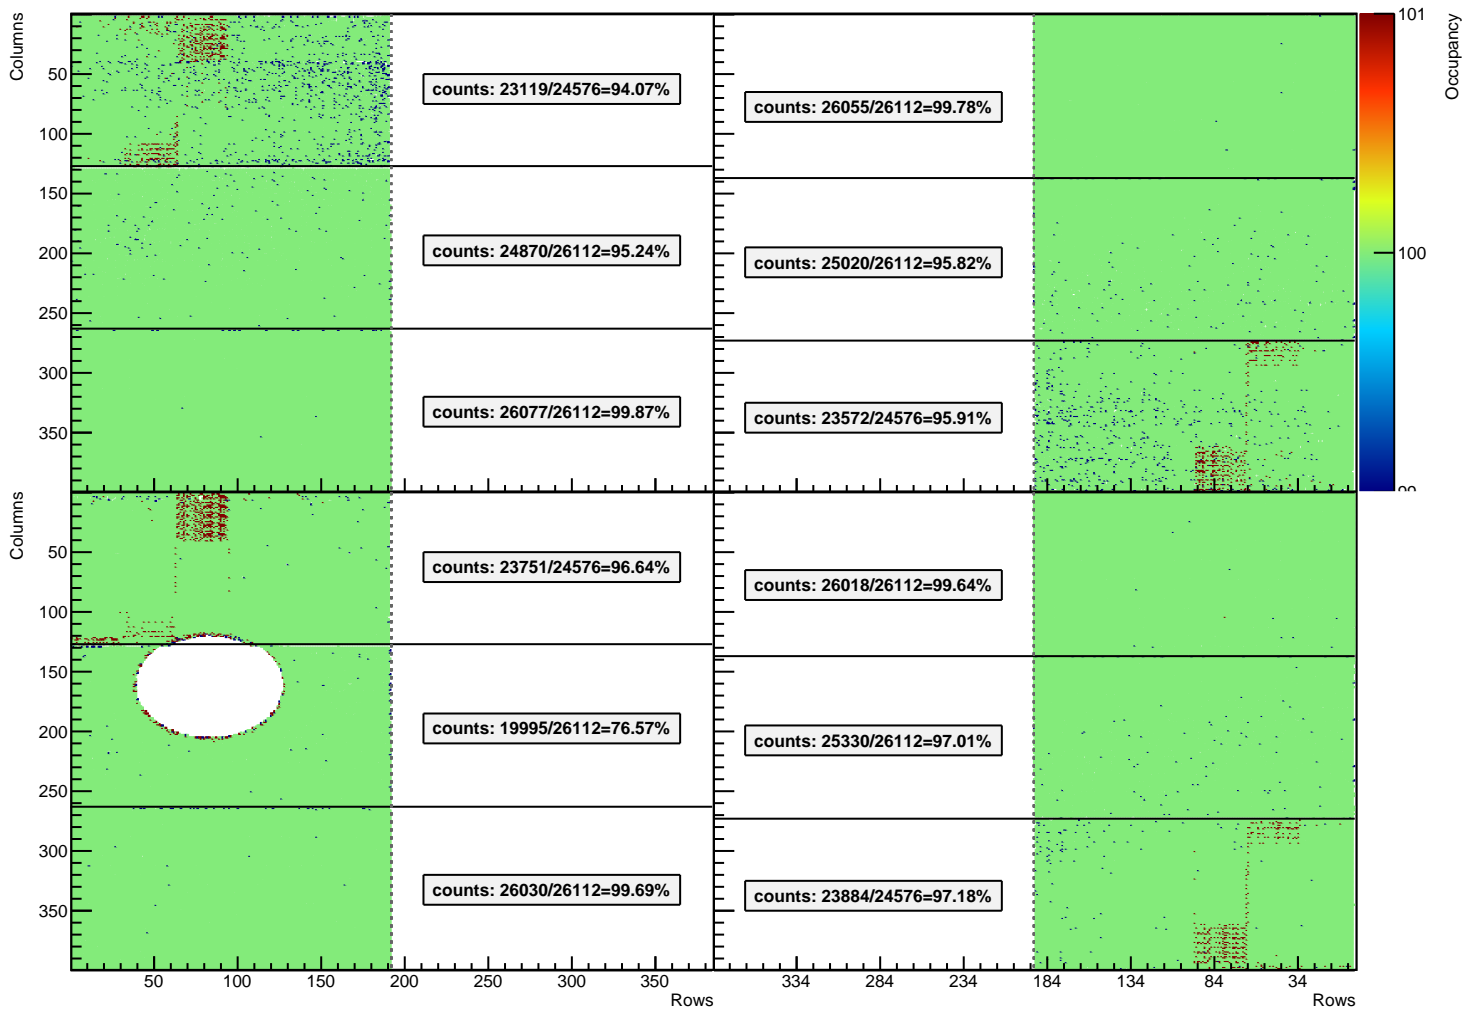 Columns
50
100
150
200
250
300
350
counts: 23119/24576=94.07%
counts: 24870/26112=95.24%
counts: 26077/26112=99.87%
counts: 26055/26112=99.78%
counts: 25020/26112=95.82%
counts: 23572/24576=95.91%
101
100
Occupancy
Columns
50
100
150
200
250
300
350
counts: 23751/24576=96.64%
counts: 19995/26112=76.57%
counts: 26030/26112=99.69%
counts: 26018/26112=99.64%
counts: 25330/26112=97.01%
counts: 23884/24576=97.18%
50 100 150 200 250 300 350
Rows
334 284 234 184 134 84 34
Rows